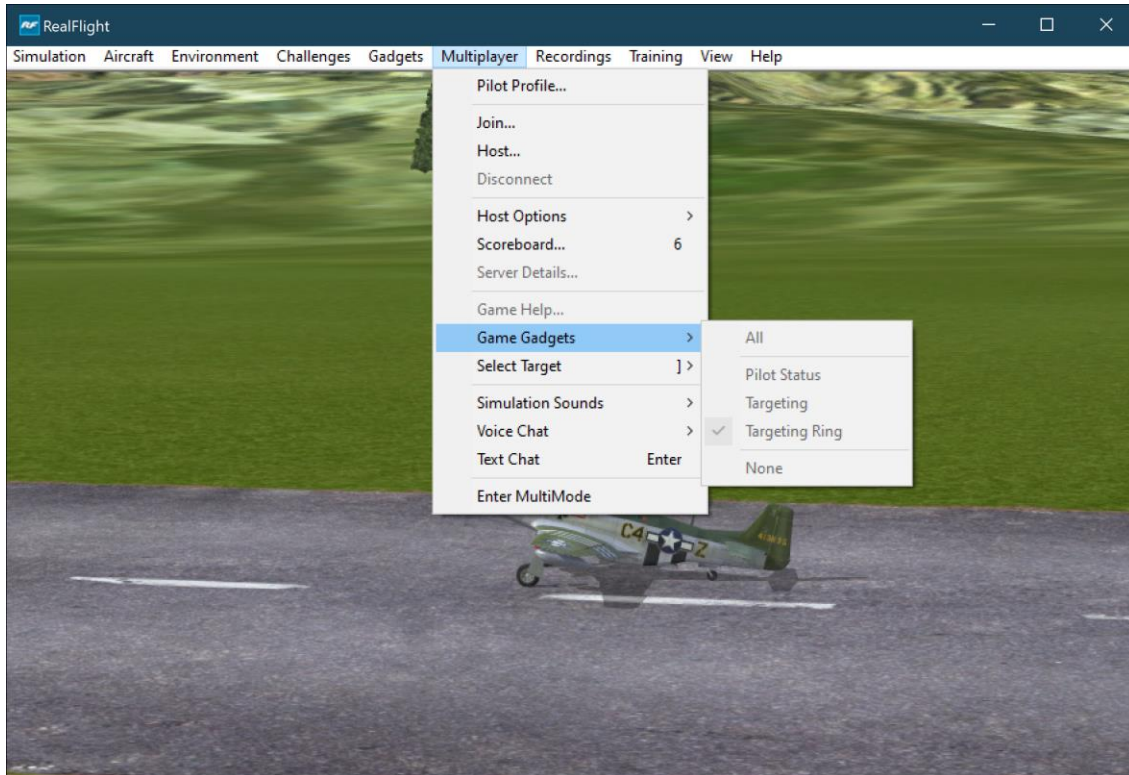 RF RealFlight
Simulation Aircraft Environment Challenges Gadgets Multiplayer Recordings Training View Help
Pilot Profile...
Join...
Host...
Disconnect
Host Options >
Scoreboard... 6
Server Details...
Game Help...
Game Gadgets >
Select Target ] >
Simulation Sounds >
Voice Chat >
Text Chat Enter
Enter MultiMode
All
Pilot Status
Targeting
Targeting Ring
None
C4 Z